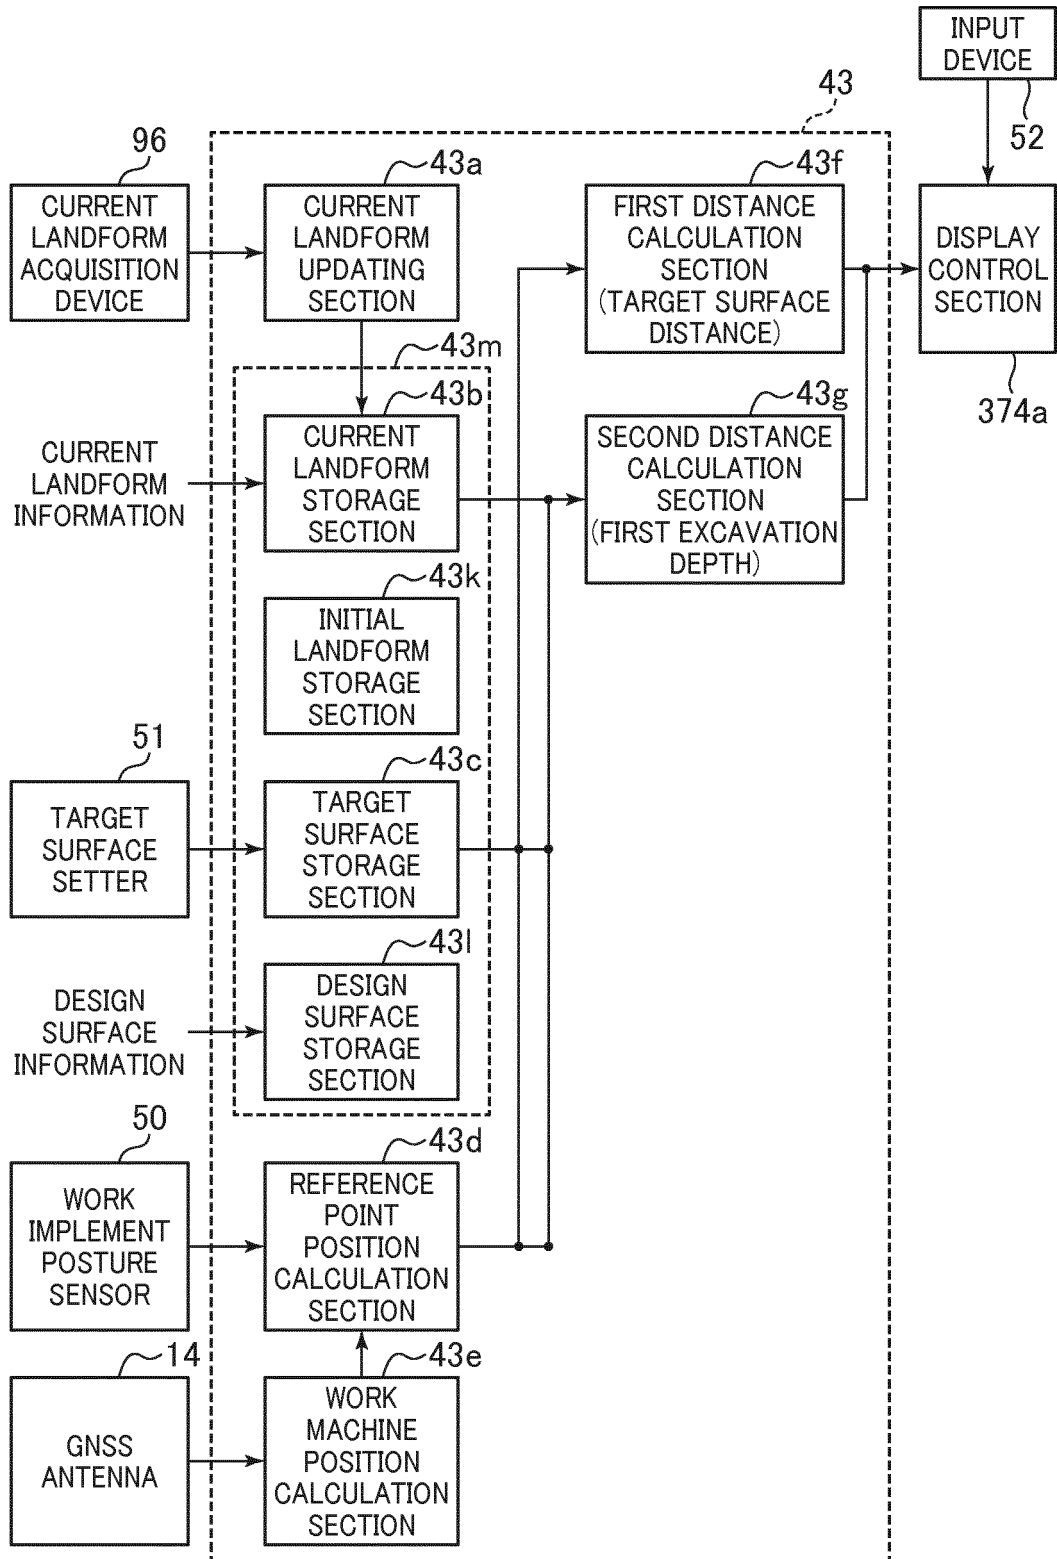 INPUT
DEVICE
52
43
96
CURRENT
LANDFORM
ACQUISITION
DEVICE
43a
CURRENT
LANDFORM
UPDATING
SECTION
43f
FIRST DISTANCE
CALCULATION
SECTION
(TARGET SURFACE
DISTANCE)
DISPLAY
CONTROL
SECTION
374a
43m
43b
CURRENT
LANDFORM
STORAGE
SECTION
CURRENT
LANDFORM
INFORMATION
43g
SECOND DISTANCE
CALCULATION
SECTION
(FIRST EXCAVATION
DEPTH)
43k
INITIAL
LANDFORM
STORAGE
SECTION
51
TARGET
SURFACE
SETTER
43c
TARGET
SURFACE
STORAGE
SECTION
43l
DESIGN
SURFACE
STORAGE
SECTION
DESIGN
SURFACE
INFORMATION
50
WORK
IMPLEMENT
POSTURE
SENSOR
43d
REFERENCE
POINT
POSITION
CALCULATION
SECTION
14
GNSS
ANTENNA
43e
WORK
MACHINE
POSITION
CALCULATION
SECTION